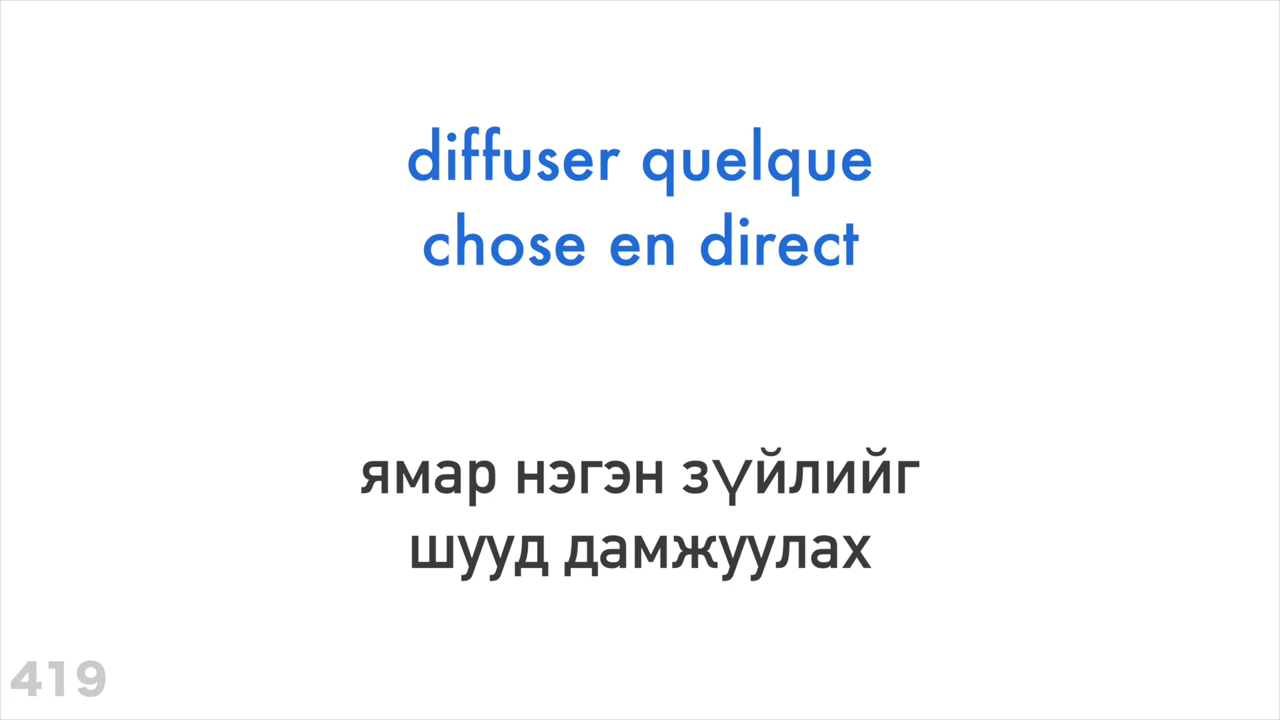 diffuser quelque
chose en direct
ямар нэгэн зүйлийг
шууд дамжуулах
419